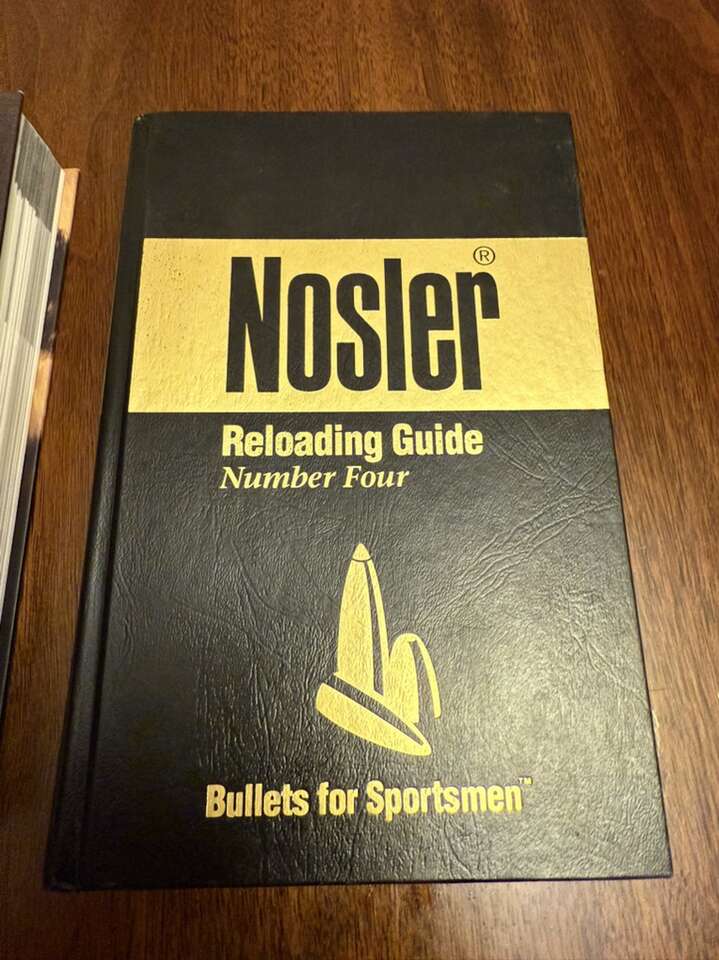 Nosler®
Reloading Guide
Number Four
Bullets for Sportsmen™